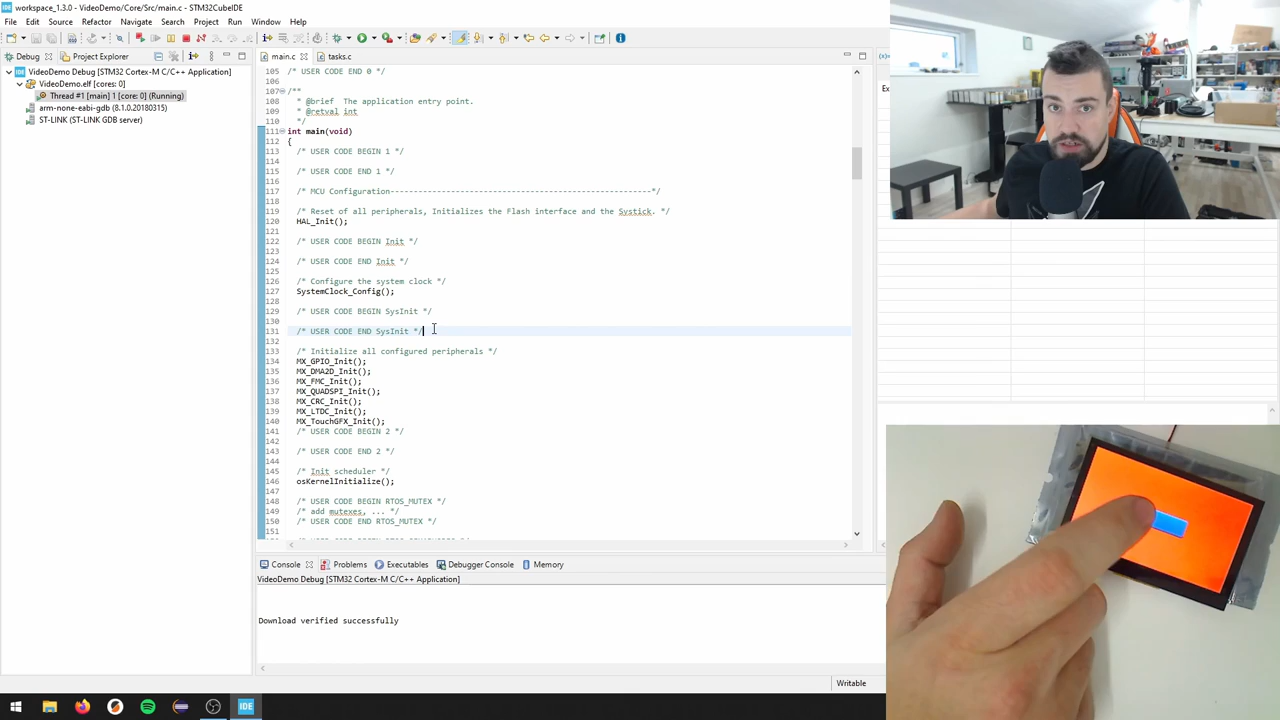 workspace_1.3.0 - VideoDemo/Core/Src/main.c - STM32CubeIDE
File Edit Source Refactor Navigate Search Project Run Window Help
Debug Project Explorer
VideoDemo Debug [STM32 Cortex-M C/C++ Application]
VideoDemo.elf [cores: 0]
Thread #1 [main] 1 [core: 0] (Running)
arm-none-eabi-gdb (8.1.0.20180315)
ST-LINK (ST-LINK GDB server)
main.c tasks.c
105 /* USER CODE END 0 */
106
107 /**
108 * @brief The application entry point.
109 * @retval int
110 */
111 int main(void)
112 {
113 /* USER CODE BEGIN 1 */
114
115 /* USER CODE END 1 */
116
117 /* MCU Configuration--------------------------------------------------------*/
118
119 /* Reset of all peripherals, Initializes the Flash interface and the Systick. */
120 HAL_Init();
121
122 /* USER CODE BEGIN Init */
123
124 /* USER CODE END Init */
125
126 /* Configure the system clock */
127 SystemClock_Config();
128
129 /* USER CODE BEGIN SysInit */
130
131 /* USER CODE END SysInit */
132
133 /* Initialize all configured peripherals */
134 MX_GPIO_Init();
135 MX_DMA2D_Init();
136 MX_FMC_Init();
137 MX_QUADSPI_Init();
138 MX_CRC_Init();
139 MX_LTDC_Init();
140 MX_TouchGFX_Init();
141 /* USER CODE BEGIN 2 */
142
143 /* USER CODE END 2 */
144
145 /* Init scheduler */
146 osKernelInitialize();
147
148 /* USER CODE BEGIN RTOS_MUTEX */
149 /* add mutexes, ... */
150 /* USER CODE END RTOS_MUTEX */
151
Console Problems Executables Debugger Console Memory
VideoDemo Debug [STM32 Cortex-M C/C++ Application]
Download verified successfully
Writable
IDE